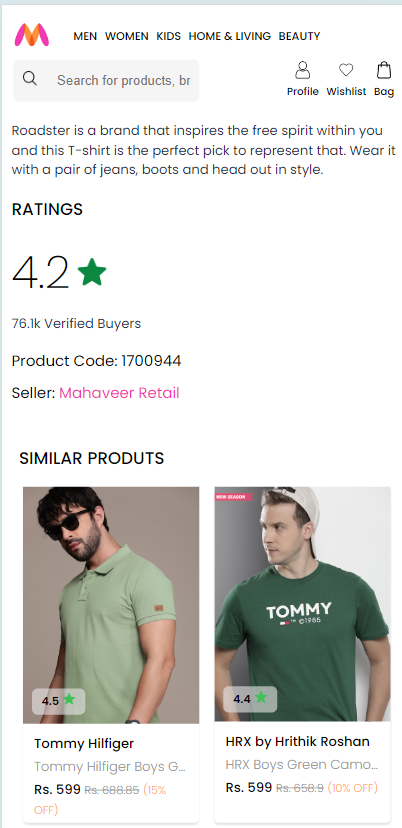 MEN WOMEN KIDS HOME & LIVING BEAUTY
Search for products, br
Profile Wishlist Bag
Roadster is a brand that inspires the free spirit within you
and this T-shirt is the perfect pick to represent that. Wear it
with a pair of jeans, boots and head out in style.
RATINGS
4.2
76.1k Verified Buyers
Product Code: 1700944
Seller: Mahaveer Retail
SIMILAR PRODUTS
NEW SEASON
TOMMY
™ ©1985
4.5
4.4
Tommy Hilfiger
Tommy Hilfiger Boys G...
Rs. 599 Rs. 688.85 (15%
OFF)
HRX by Hrithik Roshan
HRX Boys Green Camo...
Rs. 599 Rs. 658.9 (10% OFF)